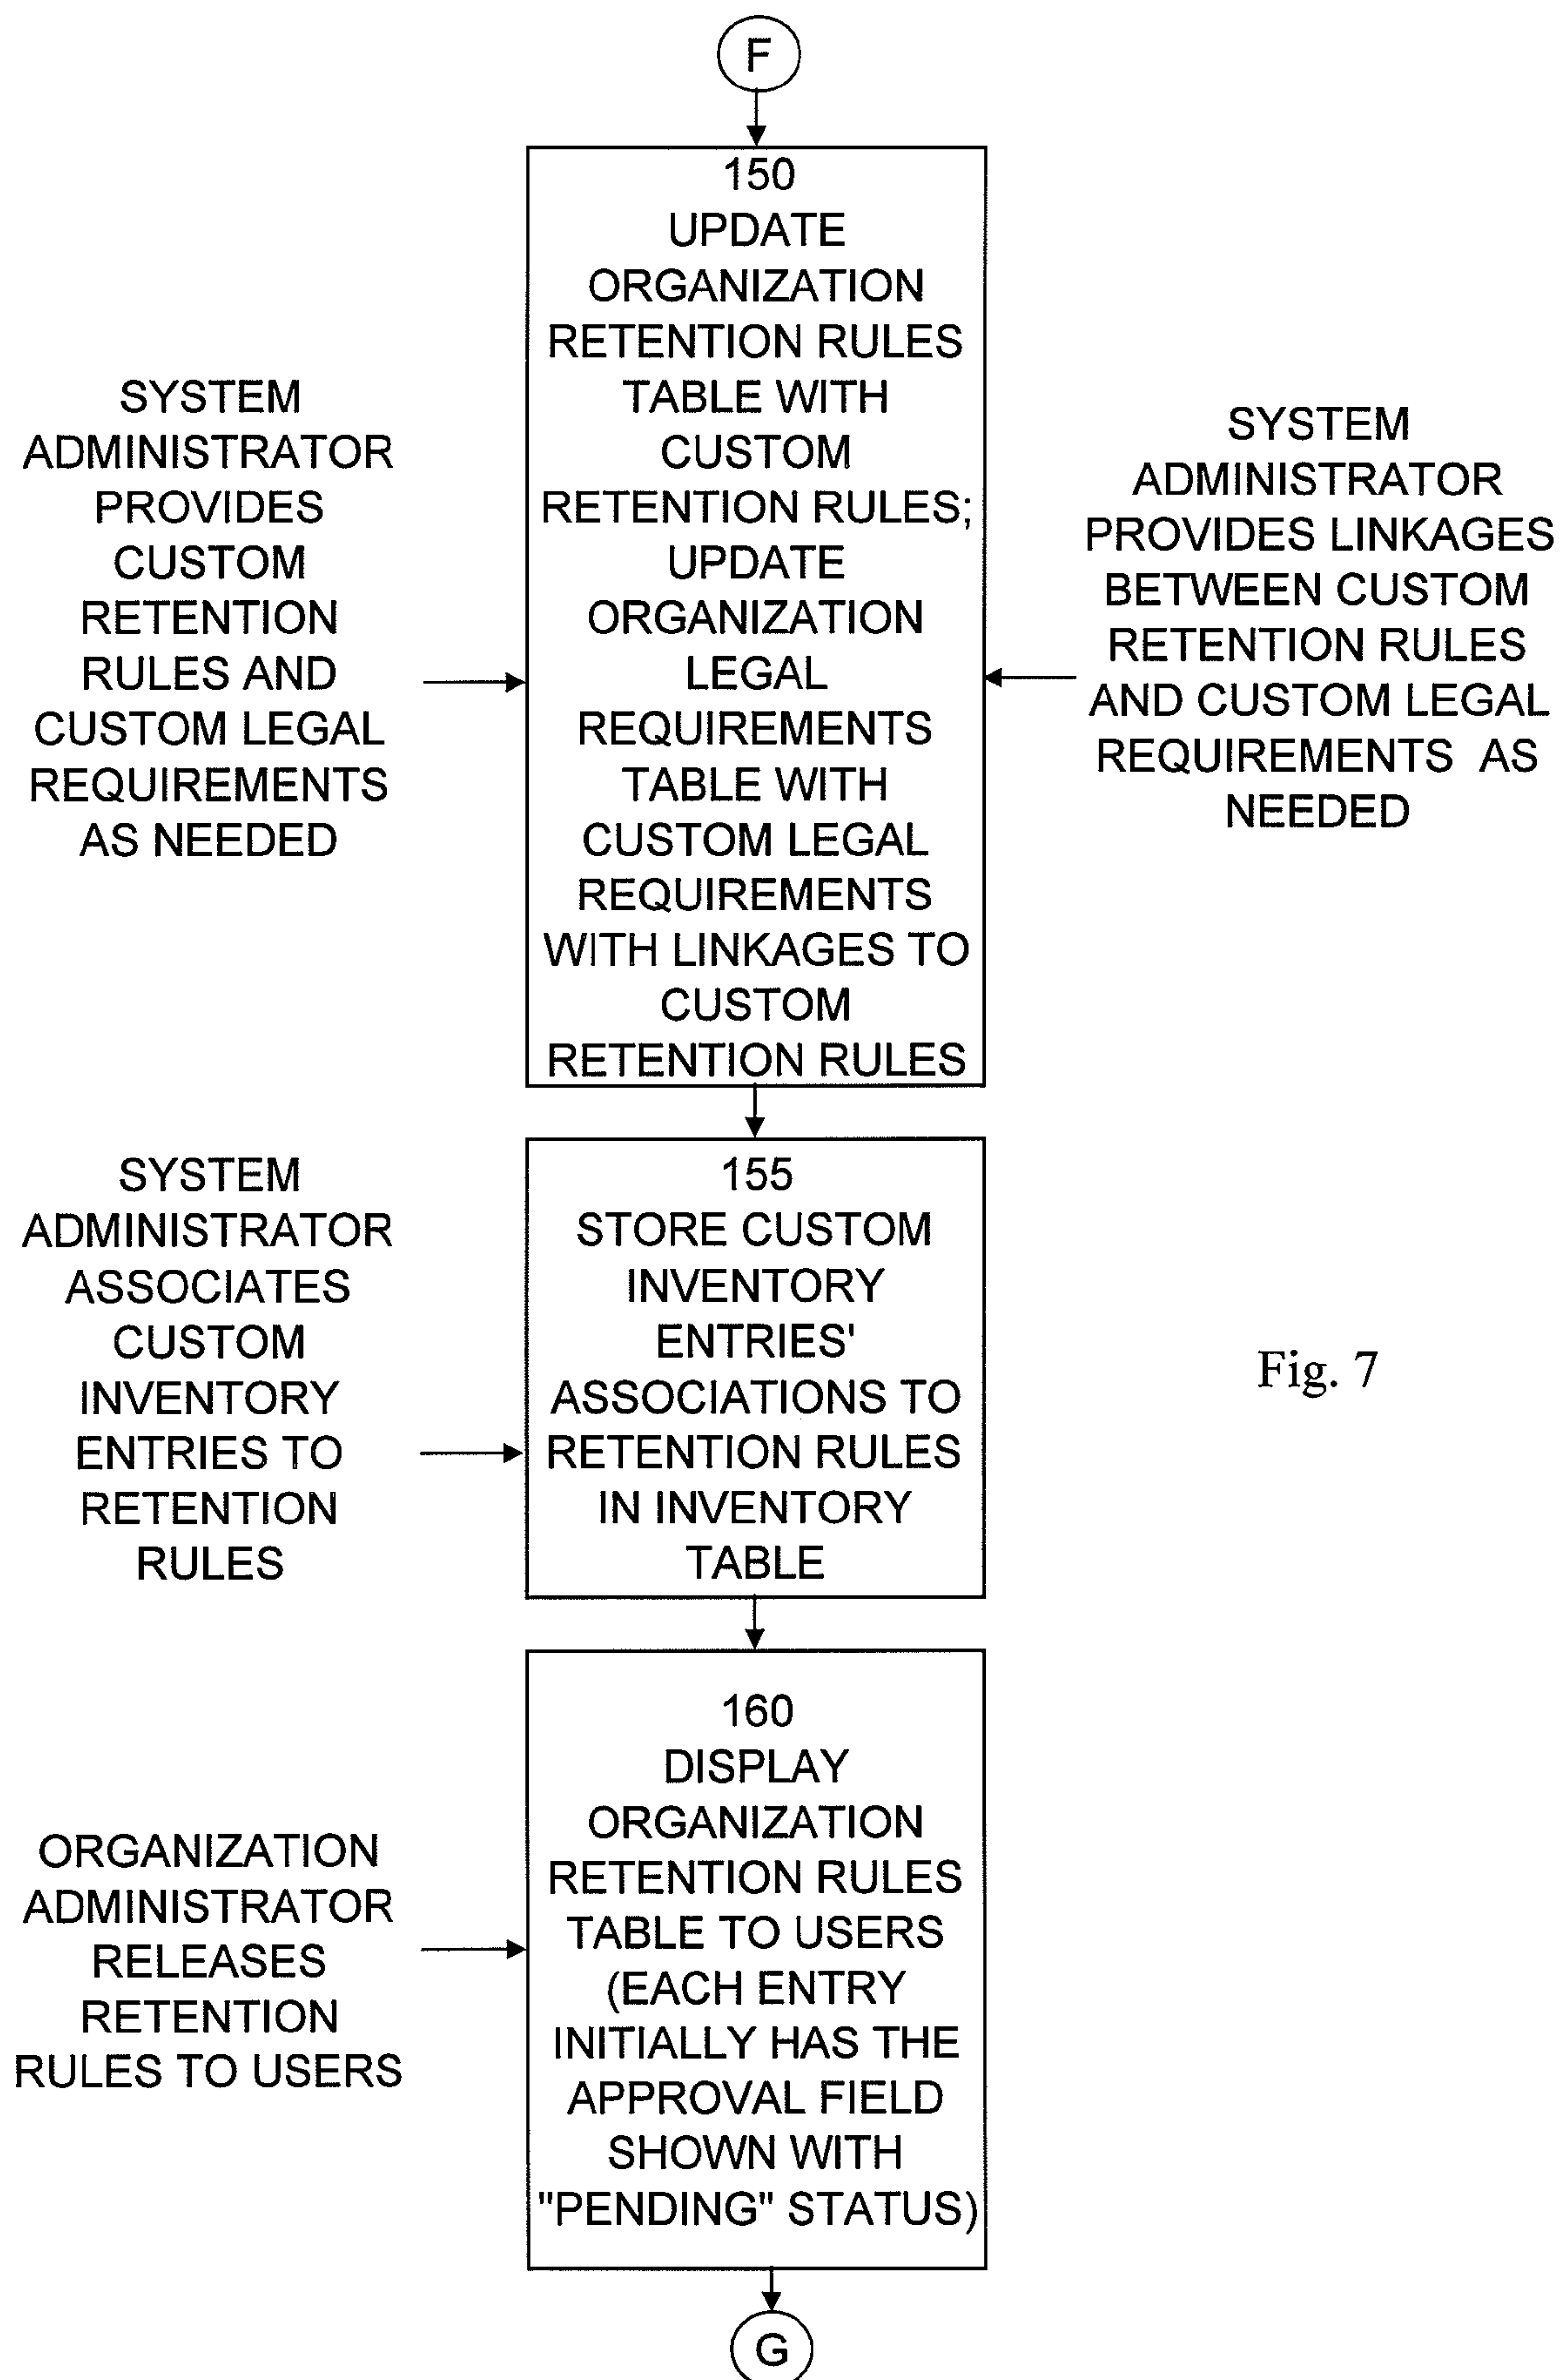 F
150
UPDATE
ORGANIZATION
RETENTION RULES
TABLE WITH
CUSTOM
RETENTION RULES;
UPDATE
ORGANIZATION
LEGAL
REQUIREMENTS
TABLE WITH
CUSTOM LEGAL
REQUIREMENTS
WITH LINKAGES TO
CUSTOM
RETENTION RULES
SYSTEM
ADMINISTRATOR
PROVIDES
CUSTOM
RETENTION
RULES AND
CUSTOM LEGAL
REQUIREMENTS
AS NEEDED
SYSTEM
ADMINISTRATOR
PROVIDES LINKAGES
BETWEEN CUSTOM
RETENTION RULES
AND CUSTOM LEGAL
REQUIREMENTS AS
NEEDED
SYSTEM
ADMINISTRATOR
ASSOCIATES
CUSTOM
INVENTORY
ENTRIES TO
RETENTION
RULES
155
STORE CUSTOM
INVENTORY
ENTRIES'
ASSOCIATIONS TO
RETENTION RULES
IN INVENTORY
TABLE
Fig. 7
ORGANIZATION
ADMINISTRATOR
RELEASES
RETENTION
RULES TO USERS
160
DISPLAY
ORGANIZATION
RETENTION RULES
TABLE TO USERS
(EACH ENTRY
INITIALLY HAS THE
APPROVAL FIELD
SHOWN WITH
"PENDING" STATUS)
G